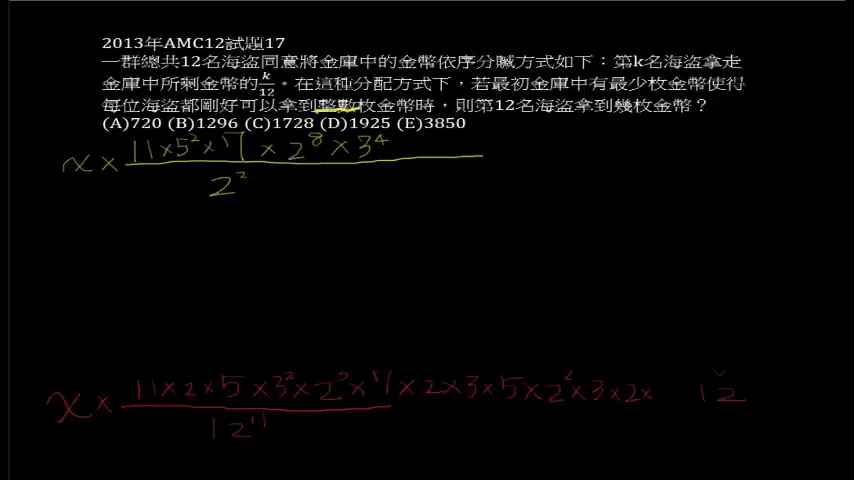 2013年AMC12試題17
一群總共12名海盜同意將金庫中的金幣依序分贓方式如下：第k名海盜拿走
金庫中所剩金幣的k/12。在這種分配方式下，若最初金庫中有最少枚金幣使得
每位海盜都剛好可以拿到整數枚金幣時，則第12名海盜拿到幾枚金幣？
(A)720 (B)1296 (C)1728 (D)1925 (E)3850
x × 11×5²×7 × 2⁸ × 3⁴
2²
x × 11×2×5×3²×2³×7×2×3×5×2²×3×2× 12
12¹¹